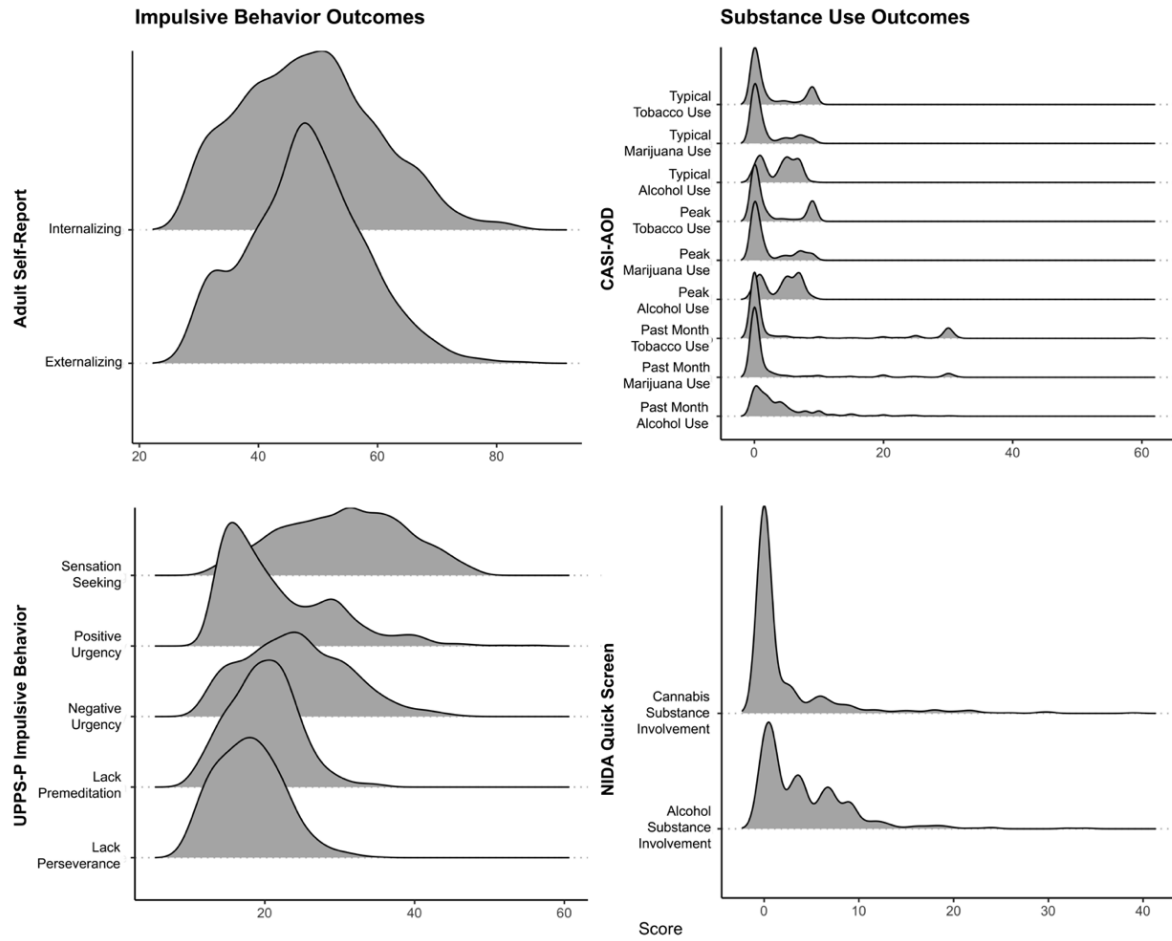 Impulsive Behavior Outcomes
Adult Self-Report
Internalizing
Externalizing
20
40
60
80
Substance Use Outcomes
CASI-AOD
Typical
Tobacco Use
Typical
Marijuana Use
Typical
Alcohol Use
Peak
Tobacco Use
Peak
Marijuana Use
Peak
Alcohol Use
Past Month
Tobacco Use
Past Month
Marijuana Use
Past Month
Alcohol Use
0
20
40
60
UPPS-P Impulsive Behavior
Sensation
Seeking
Positive
Urgency
Negative
Urgency
Lack
Premeditation
Lack
Perseverance
20
40
60
NIDA Quick Screen
Cannabis
Substance
Involvement
Alcohol
Substance
Involvement
0
10
20
30
40
Score